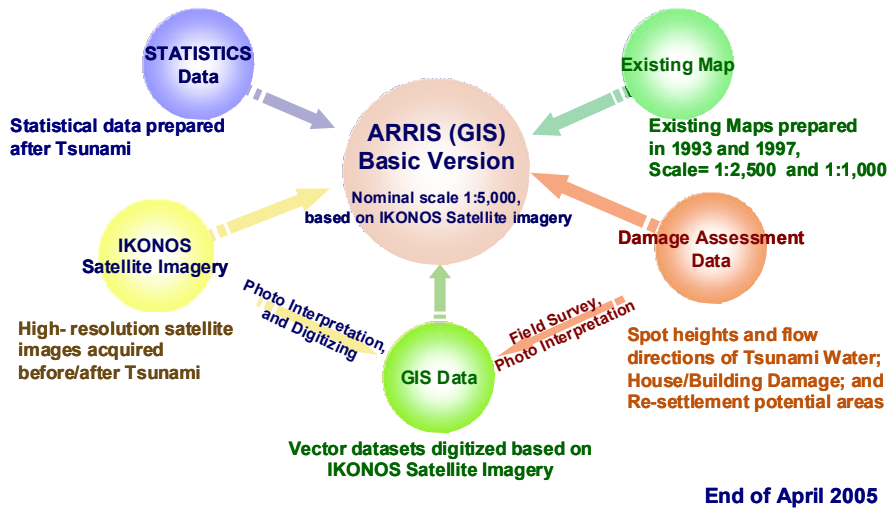 STATISTICS
Data
Statistical data prepared
after Tsunami
ARRIS (GIS)
Basic Version
Nominal scale 1:5,000,
based on IKONOS Satellite imagery
Existing Map
Existing Maps prepared
in 1993 and 1997,
Scale= 1:2,500 and 1:1,000
IKONOS
Satellite Imagery
High- resolution satellite
images acquired
before/after Tsunami
Photo Interpretation,
and Digitizing
Field Survey,
Photo Interpretation
Damage Assessment
Data
Spot heights and flow
directions of Tsunami Water;
House/Building Damage; and
Re-settlement potential areas
GIS Data
Vector datasets digitized based on
IKONOS Satellite Imagery
End of April 2005